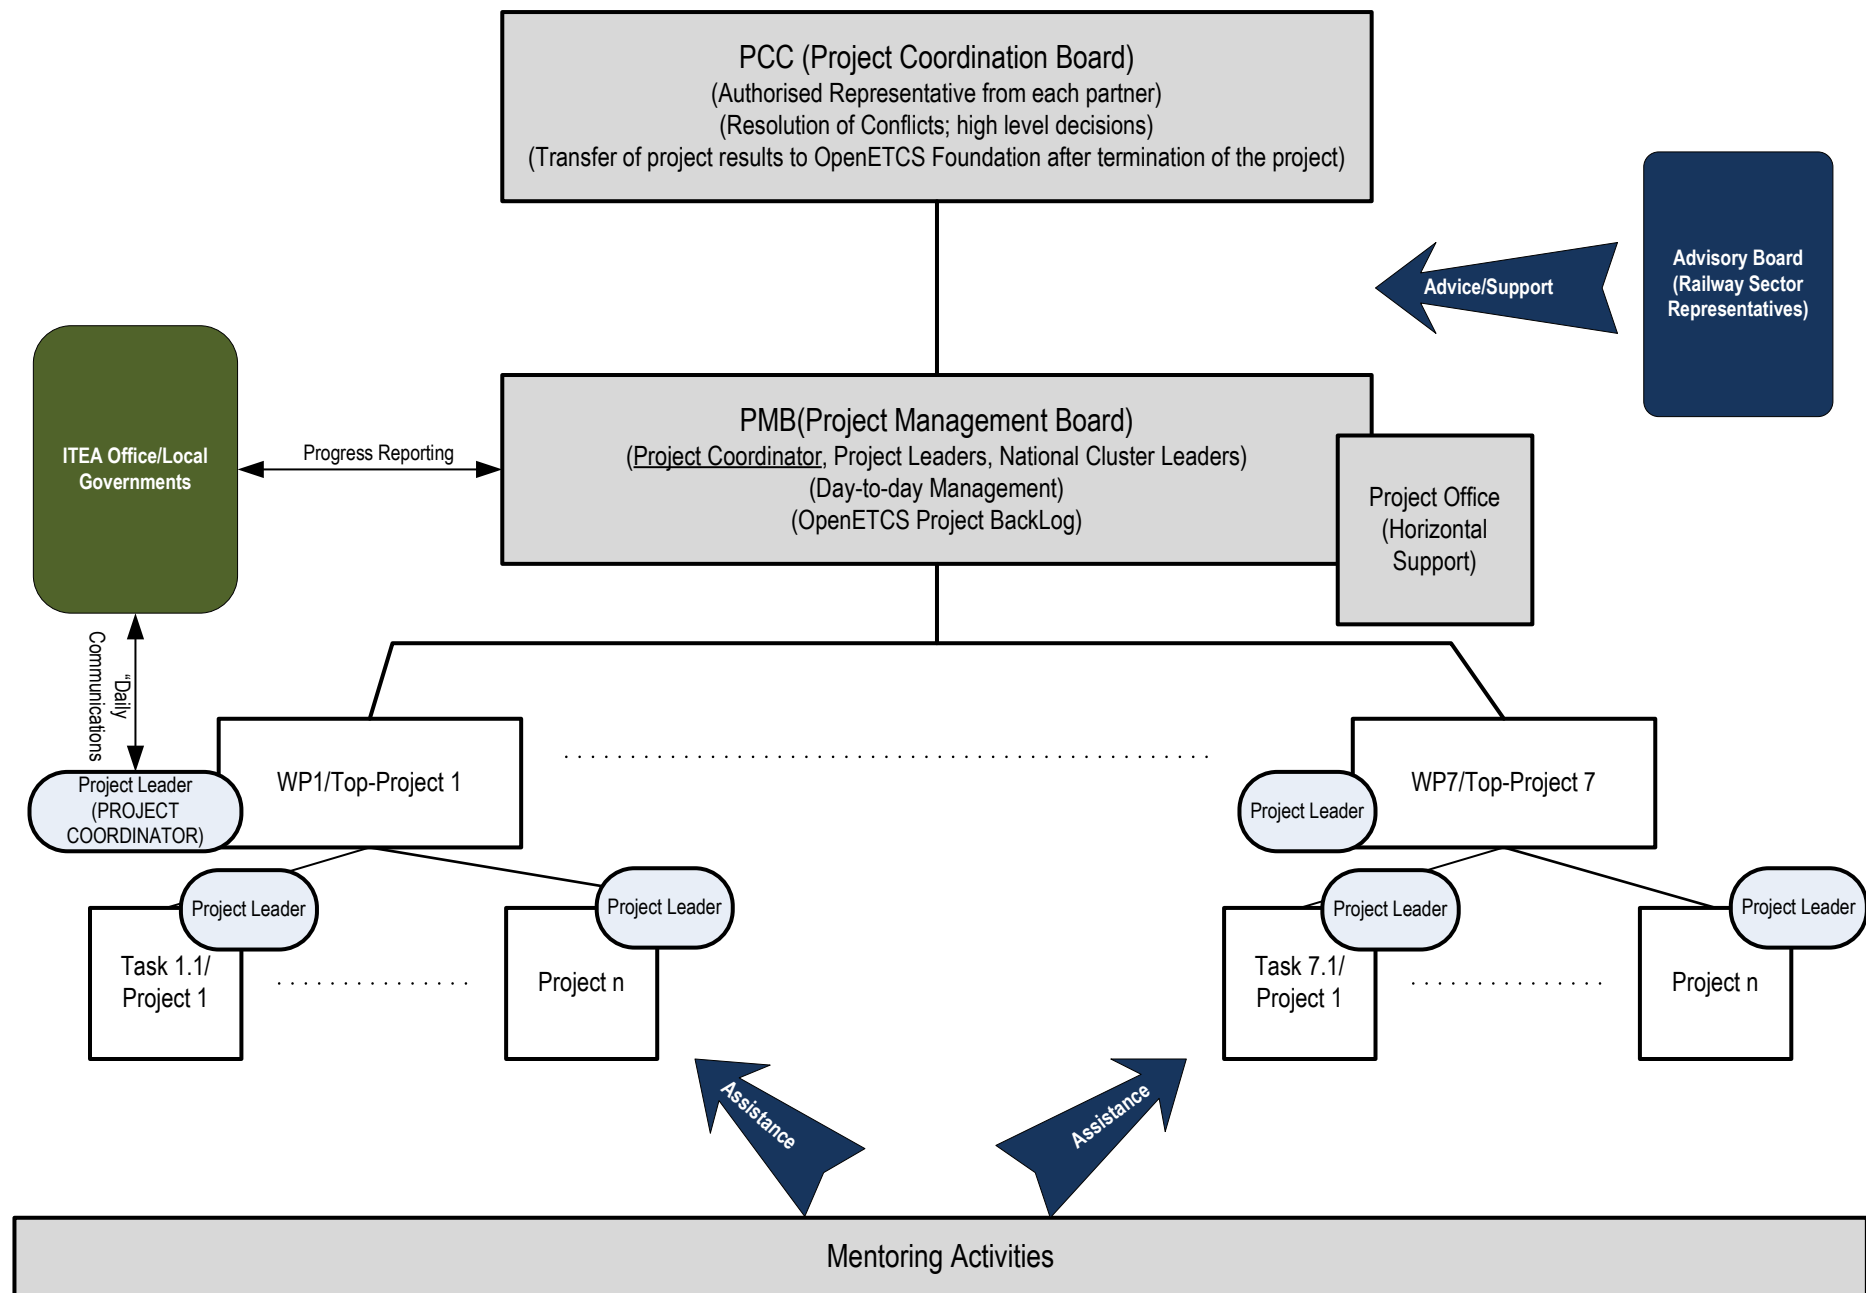 PCC (Project Coordination Board)
(Authorised Representative from each partner)
(Resolution of Conflicts; high level decisions)
(Transfer of project results to OpenETCS Foundation after termination of the project)
Advisory Board
(Railway Sector
Representatives)
Advice/Support
ITEA Office/Local
Governments
Progress Reporting
PMB(Project Management Board)
(Project Coordinator, Project Leaders, National Cluster Leaders)
(Day-to-day Management)
(OpenETCS Project BackLog)
Project Office
(Horizontal
Support)
"Daily
Communications
Project Leader
(PROJECT
COORDINATOR)
WP1/Top-Project 1
Project Leader
WP7/Top-Project 7
Project Leader
Task 1.1/
Project 1
Project Leader
Project n
Project Leader
Task 7.1/
Project 1
Project Leader
Project n
Assistance
Assistance
Mentoring Activities